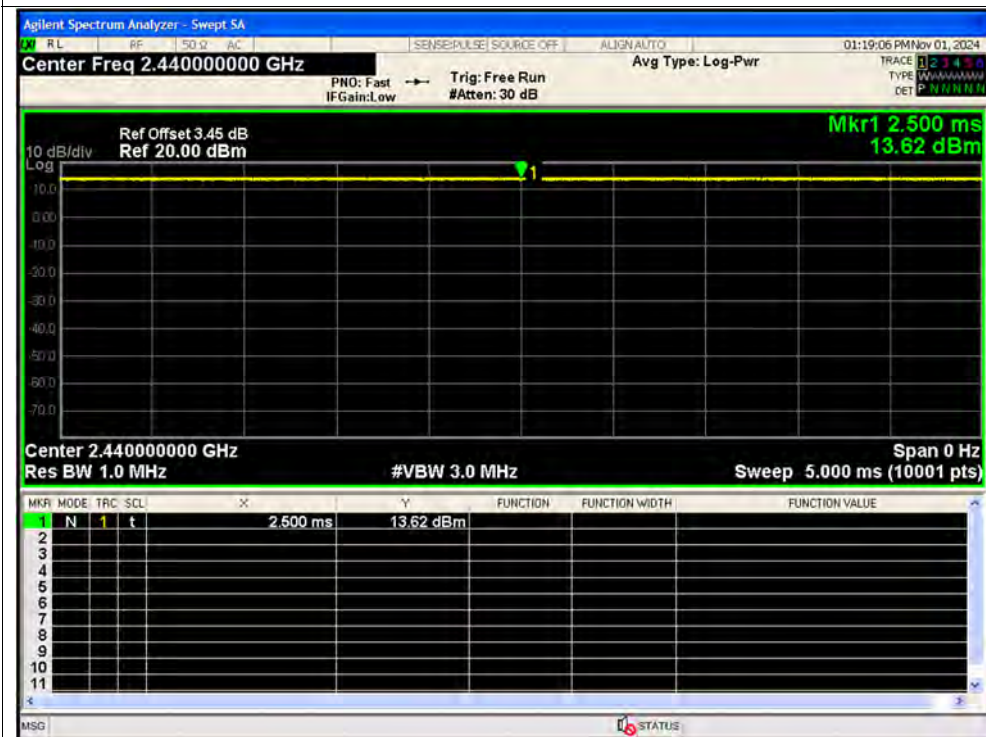 Agilent Spectrum Analyzer - Swept SA
RL RF 50 Ω AC SENSE:PULSE SOURCE OFF ALIGN AUTO 01:19:06 PM Nov 01, 2024
Center Freq 2.440000000 GHz Avg Type: Log-Pwr TRACE 1 2 3 4 5 6
PNO: Fast Trig: Free Run TYPE WWWWWW
IFGain:Low #Atten: 30 dB DET P N N N N N
Mkr1 2.500 ms
Ref Offset 3.45 dB
10 dB/div Ref 20.00 dBm 13.62 dBm
Log
1
10.0
0.00
-10.0
-20.0
-30.0
-40.0
-50.0
-60.0
-70.0
Center 2.440000000 GHz Span 0 Hz
Res BW 1.0 MHz #VBW 3.0 MHz Sweep 5.000 ms (10001 pts)
MKR MODE TRC SCL X Y FUNCTION FUNCTION WIDTH FUNCTION VALUE
1 N 1 t 2.500 ms 13.62 dBm
2
3
4
5
6
7
8
9
10
11
MSG STATUS